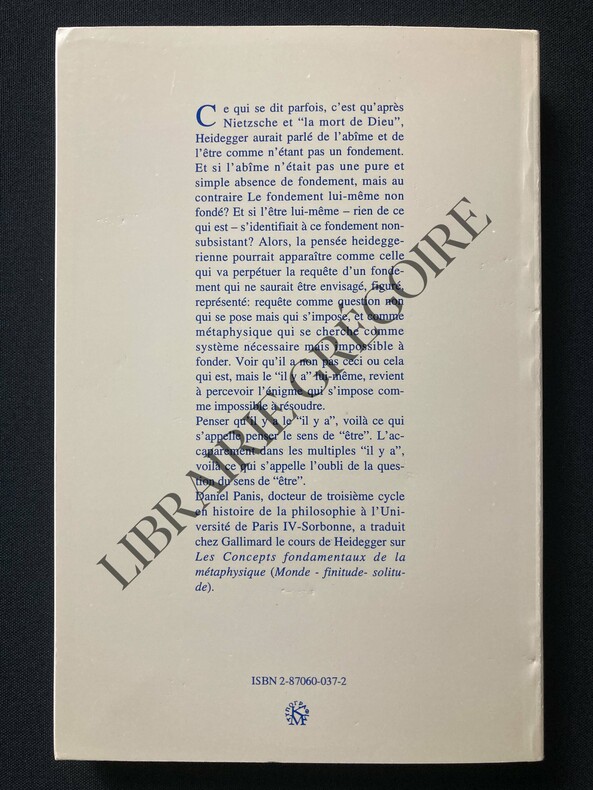 Ce qui se dit parfois, c'est qu'après
Nietzsche et "la mort de Dieu",
Heidegger aurait parlé de l'abîme et de
l'être comme n'étant pas un fondement.
Et si l'abîme n'était pas une pure et
simple absence de fondement, mais au
contraire Le fondement lui-même non
fondé? Et si l'être lui-même – rien de ce
qui est – s'identifiait à ce fondement non-
subsistant? Alors, la pensée heidegge-
rienne pourrait apparaître comme celle
qui va perpétuer la requête d'un fonde-
ment qui ne saurait être envisagé, figuré,
représenté: requête comme question non
qui se pose mais qui s'impose, et comme
métaphysique qui se cherche comme
système nécessaire mais impossible à
fonder. Voir qu'il a non pas ceci ou cela
qui est, mais le "il y a" lui-même, revient
à percevoir l'énigme qui s'impose com-
me impossible à résoudre.
Penser qu'il y a le "il y a", voilà ce qui
s'appelle penser le sens de "être". L'ac-
caparement dans les multiples "il y a",
voilà ce qui s'appelle l'oubli de la ques-
tion du sens de "être".
Daniel Panis, docteur de troisième cycle
en histoire de la philosophie à l'Uni-
versité de Paris IV-Sorbonne, a traduit
chez Gallimard le cours de Heidegger sur
Les Concepts fondamentaux de la
métaphysique (Monde - finitude- solitu-
de).
LIBRAIRIE GRÉGOIRE
ISBN 2-87060-037-2